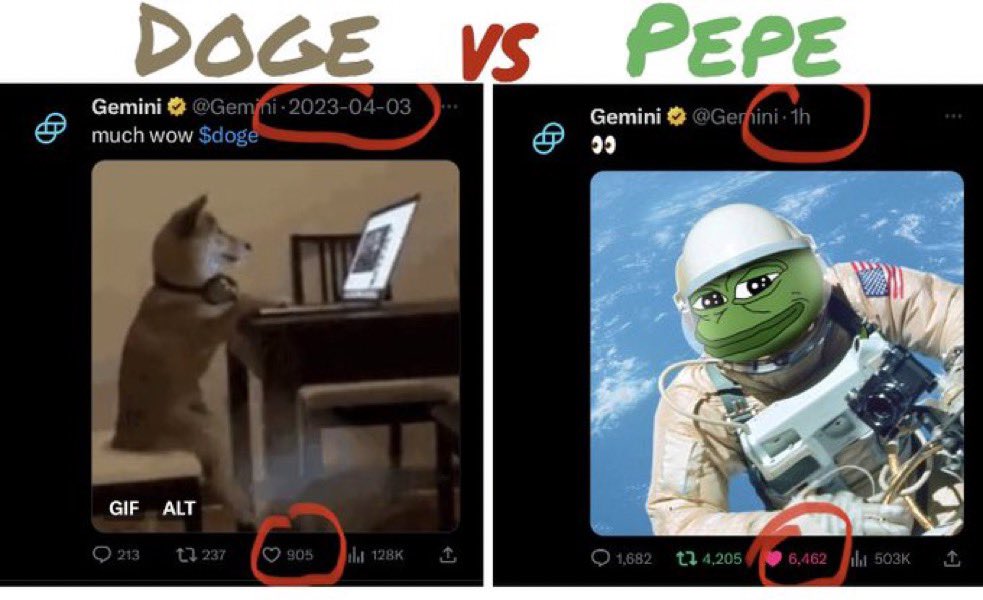 DOGE vs PEPE
Gemini @Gemini · 2023-04-03 ...
much wow $doge
GIF ALT
213 237 905 128K
Gemini @Gemini · 1h ...
👀
1,682 4,205 6,462 503K